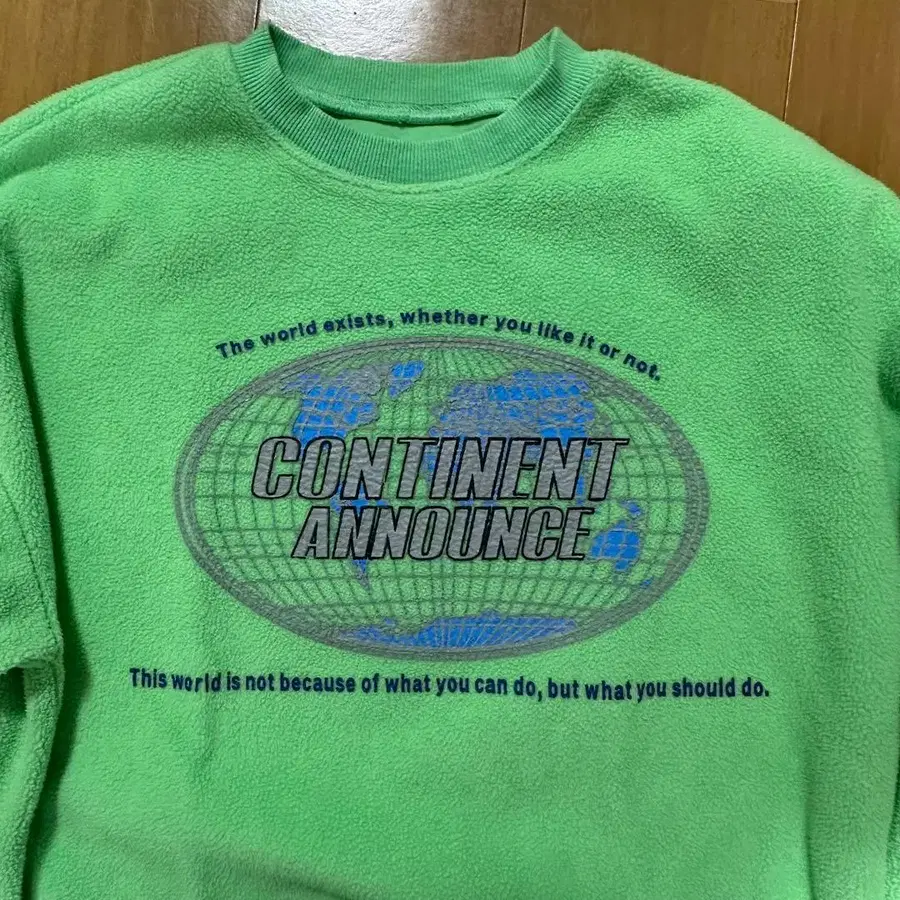 The world exists, whether you like it or not.
CONTINENT
ANNOUNCE
This world is not because of what you can do, but what you should do.